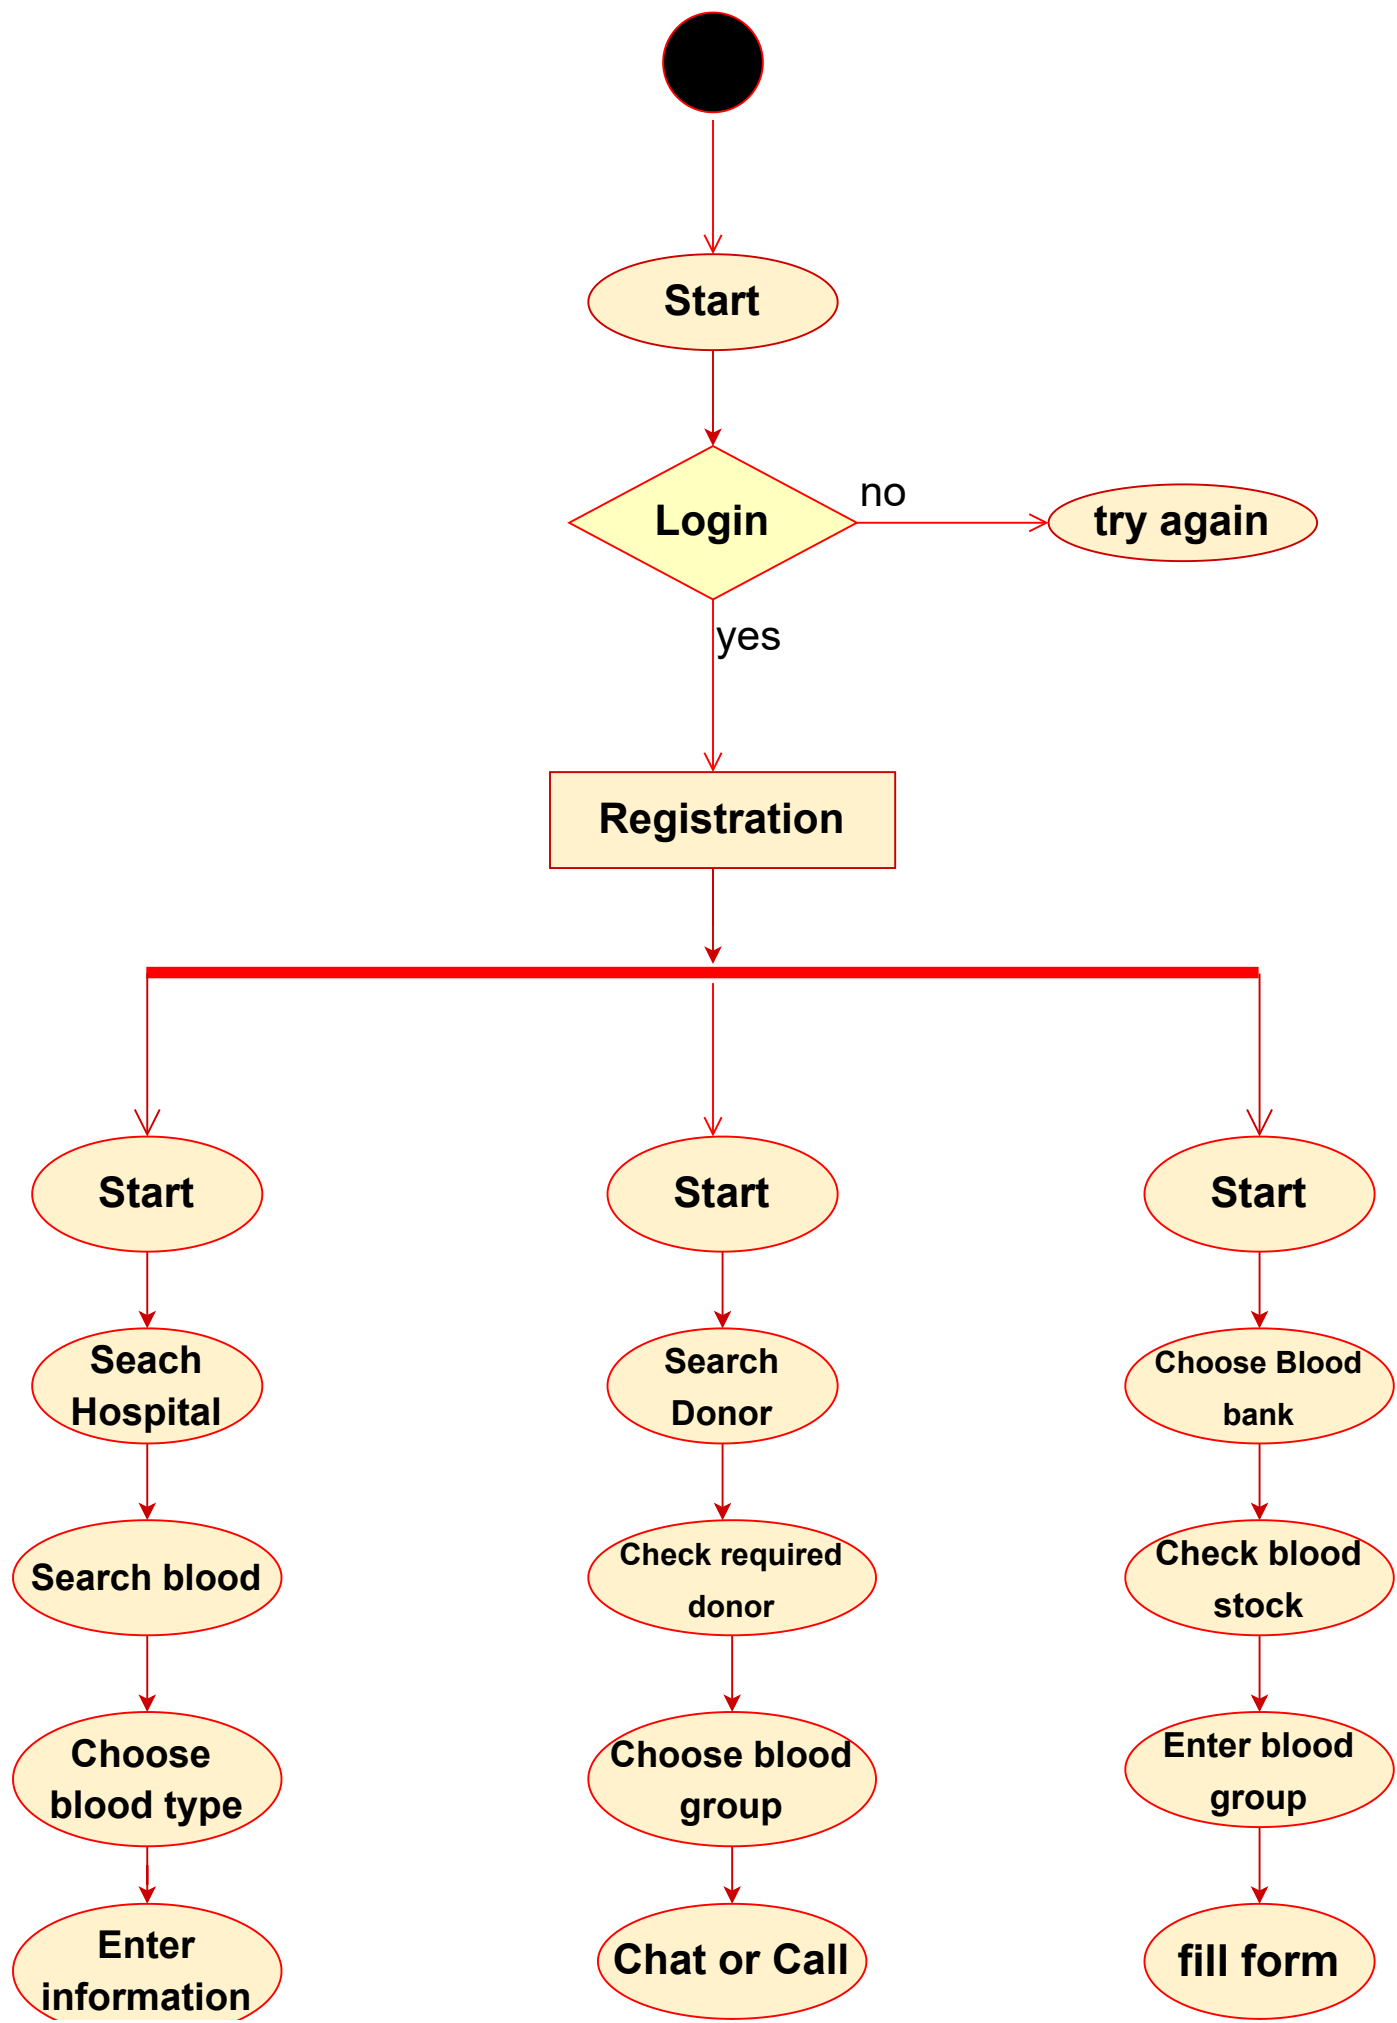 Start
Login
no
try again
yes
Registration
Start
Start
Start
Seach
Hospital
Search
Donor
Choose Blood
bank
Search blood
Check required
donor
Check blood
stock
Choose
blood type
Choose blood
group
Enter blood
group
Enter
information
Chat or Call
fill form